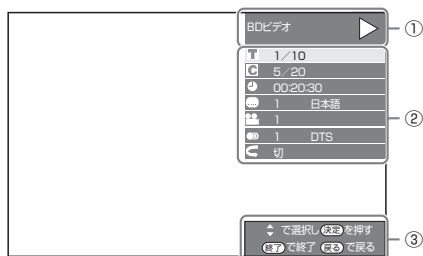 BDビデオ
①
T 1/10
C 5/20
00:20:30
1 日本語
②
1
1 DTS
切
で選択し 決定 を押す
③
終了 で終了 戻る で戻る